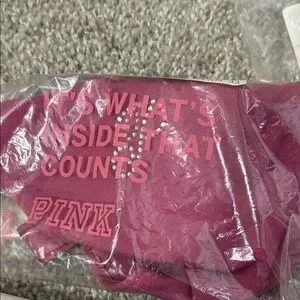 IT'S WHAT'S
INSIDE THAT
COUNTS
PINK